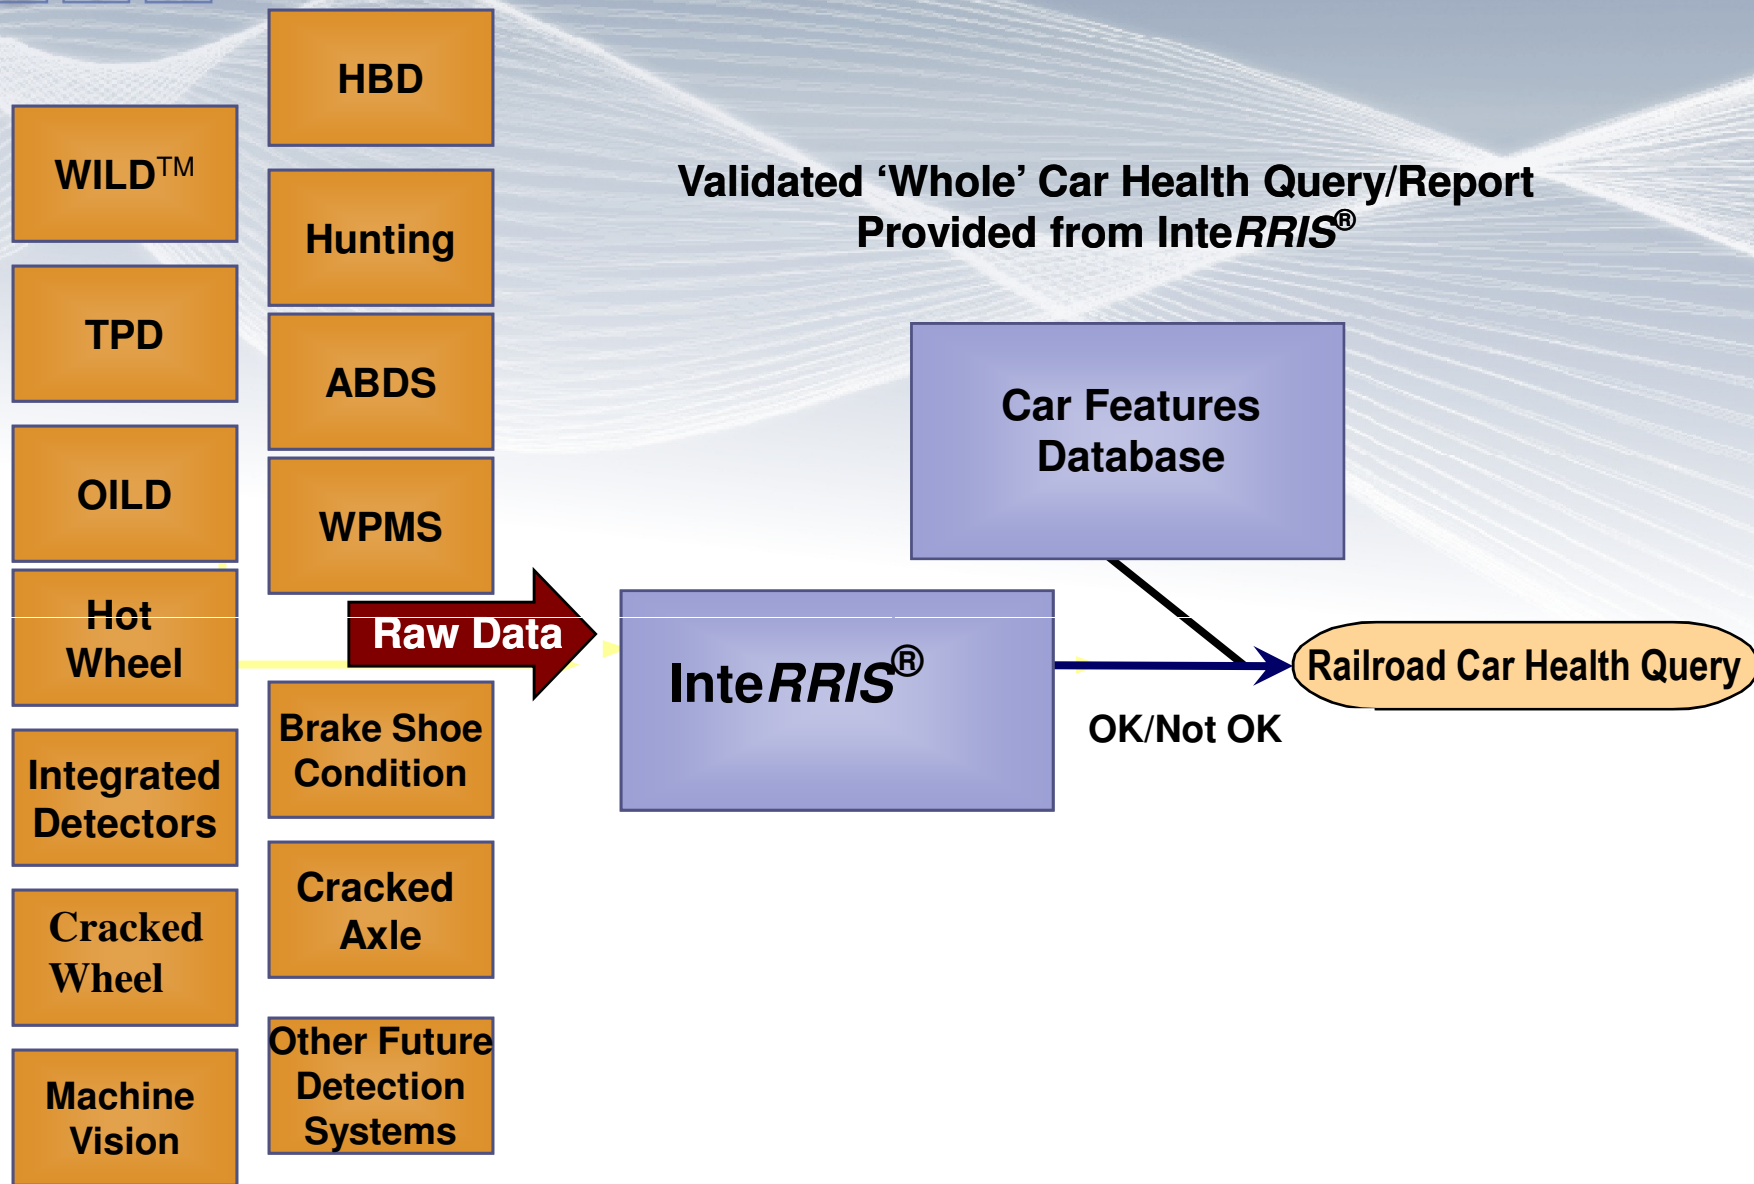 HBD
WILD™
Hunting
TPD
ABDS
OILD
WPMS
Hot
Wheel
Integrated
Detectors
Brake Shoe
Condition
Cracked
Wheel
Cracked
Axle
Machine
Vision
Other Future
Detection
Systems
Raw Data
Validated ‘Whole’ Car Health Query/Report
Provided from InteRRIS®
Car Features
Database
InteRRIS®
OK/Not OK
Railroad Car Health Query